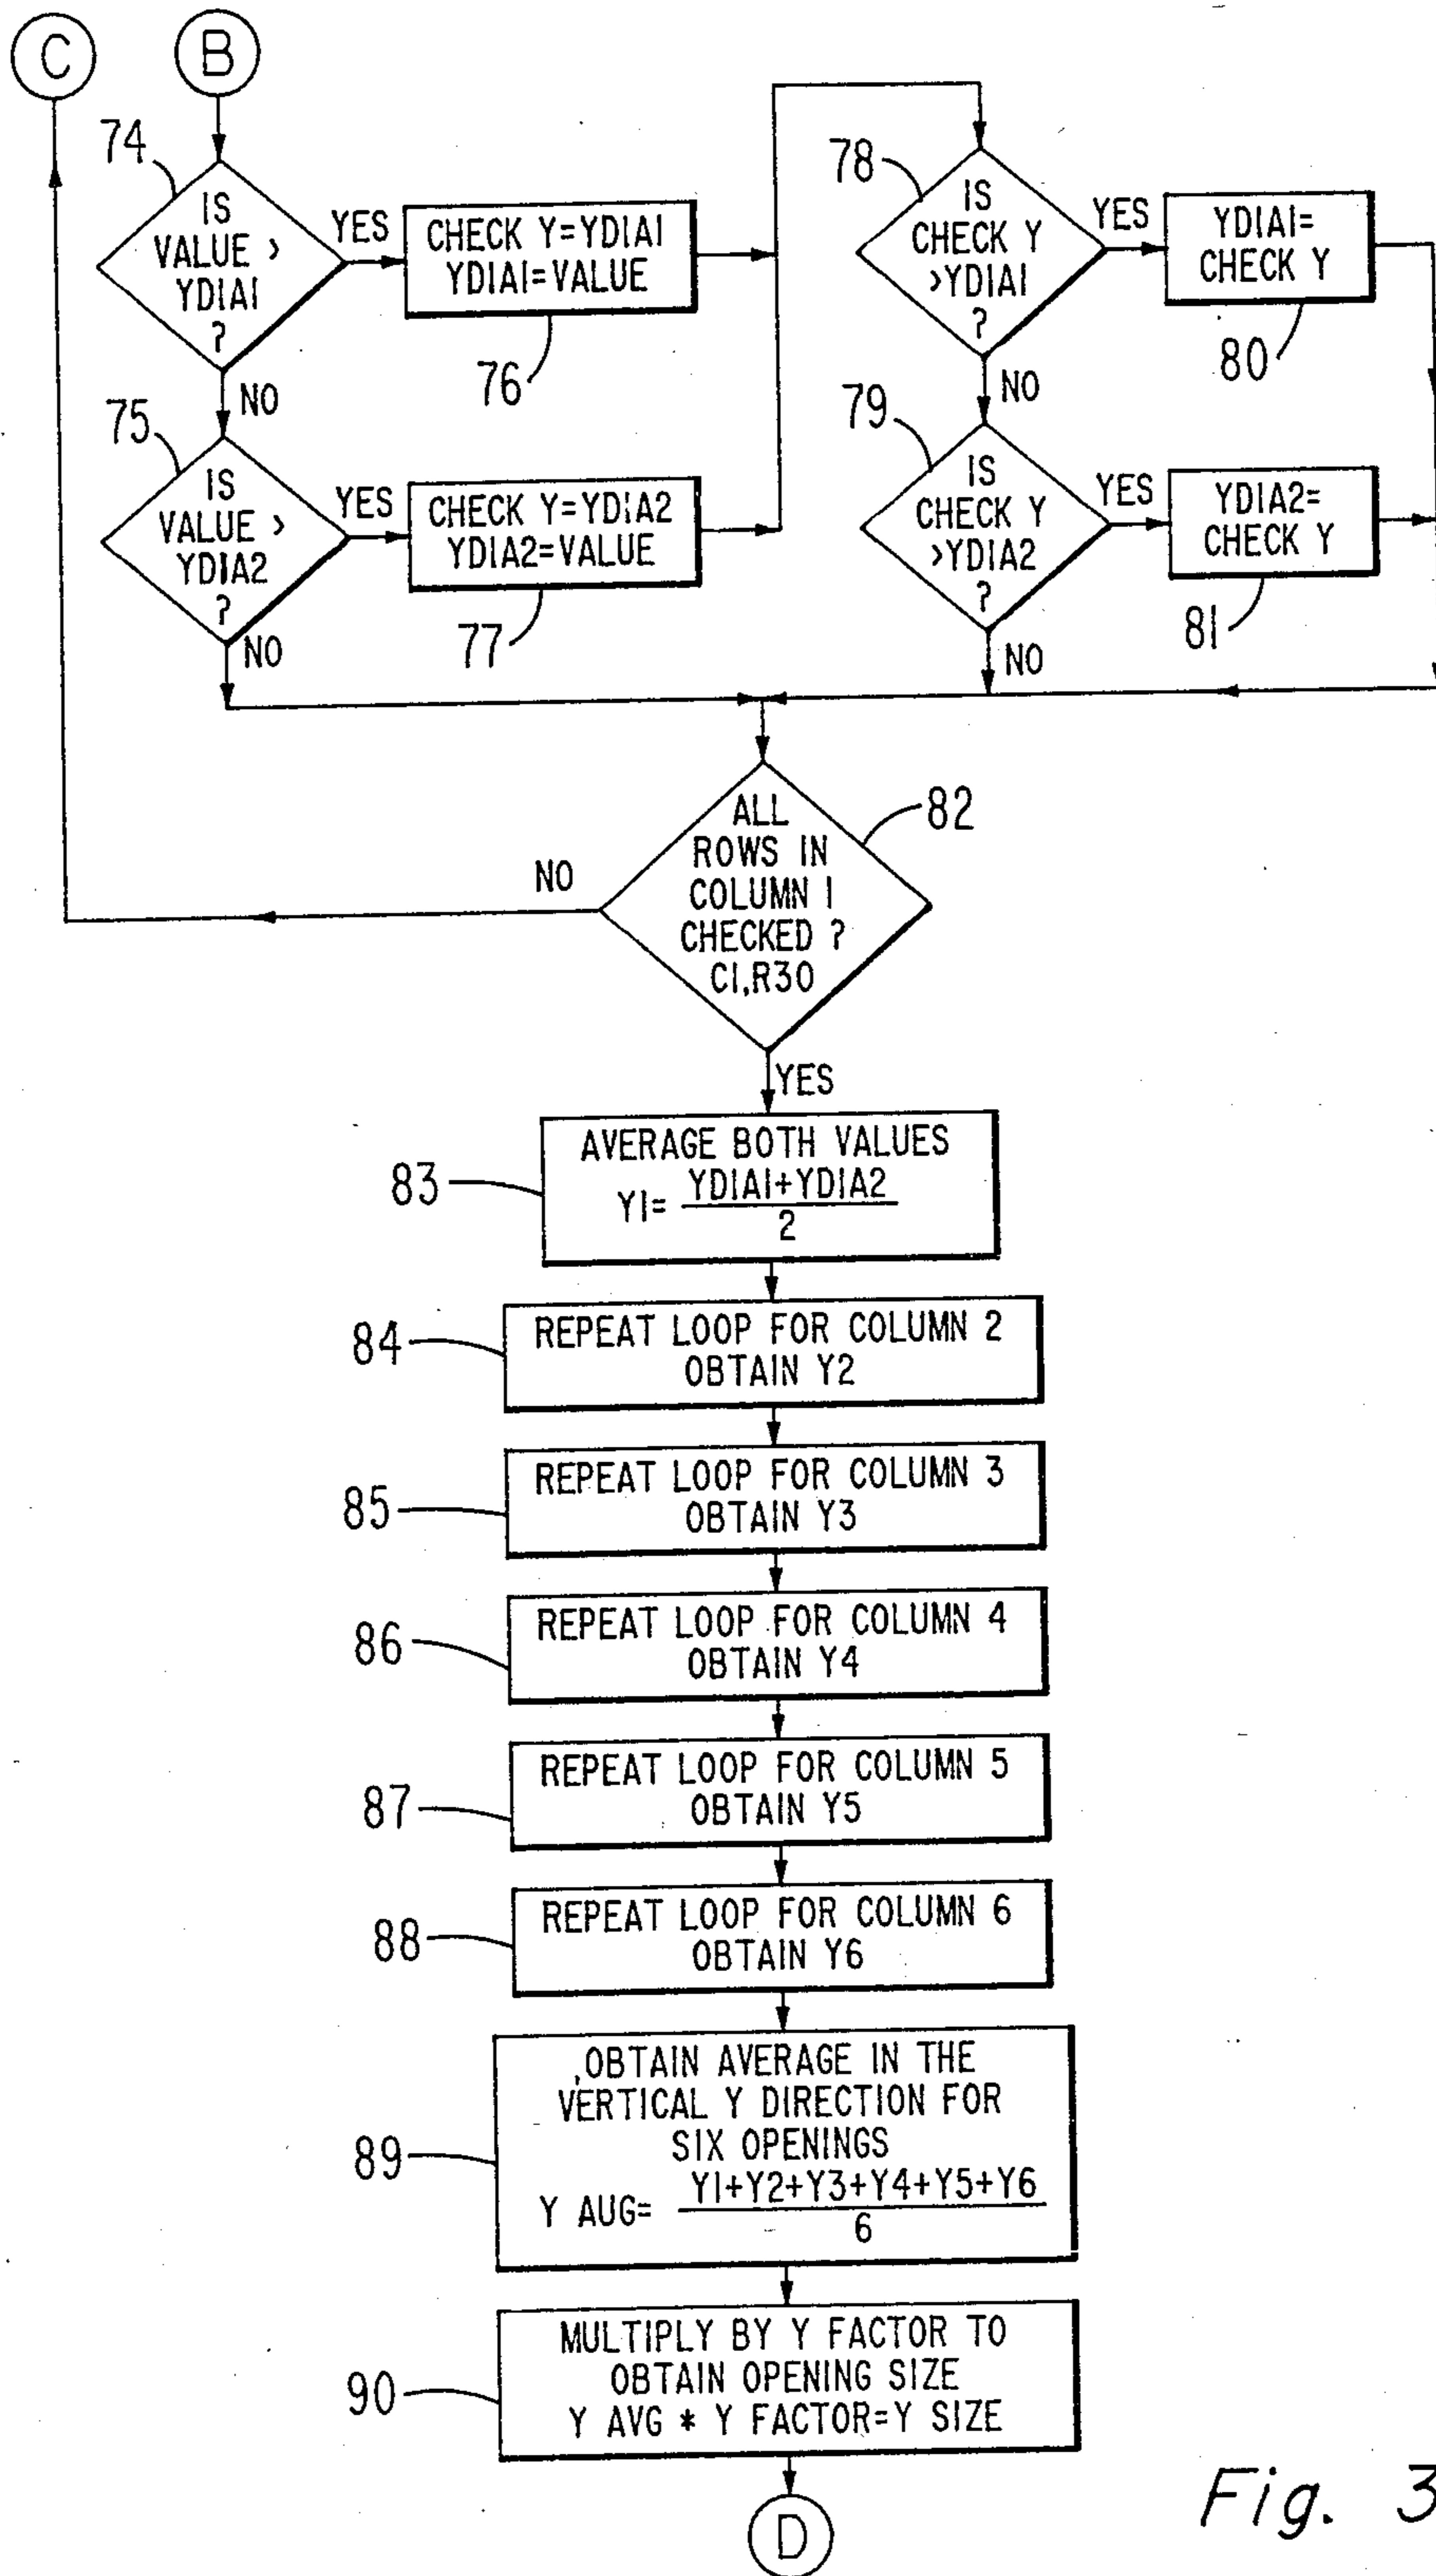 C
B
74
IS
VALUE >
YDIA1
?
YES
CHECK Y=YDIA1
YDIA1=VALUE
76
NO
75
IS
VALUE >
YDIA2
?
YES
CHECK Y=YDIA2
YDIA2=VALUE
77
NO
78
IS
CHECK Y
>YDIA1
?
YES
YDIA1=
CHECK Y
80
NO
79
IS
CHECK Y
>YDIA2
?
YES
YDIA2=
CHECK Y
81
NO
82
ALL
ROWS IN
COLUMN 1
CHECKED ?
C1,R30
NO
YES
83
AVERAGE BOTH VALUES
Y1= YDIA1+YDIA2
2
84
REPEAT LOOP FOR COLUMN 2
OBTAIN Y2
85
REPEAT LOOP FOR COLUMN 3
OBTAIN Y3
86
REPEAT LOOP FOR COLUMN 4
OBTAIN Y4
87
REPEAT LOOP FOR COLUMN 5
OBTAIN Y5
88
REPEAT LOOP FOR COLUMN 6
OBTAIN Y6
89
OBTAIN AVERAGE IN THE
VERTICAL Y DIRECTION FOR
SIX OPENINGS
Y AUG= Y1+Y2+Y3+Y4+Y5+Y6
6
90
MULTIPLY BY Y FACTOR TO
OBTAIN OPENING SIZE
Y AVG * Y FACTOR=Y SIZE
D
Fig. 3